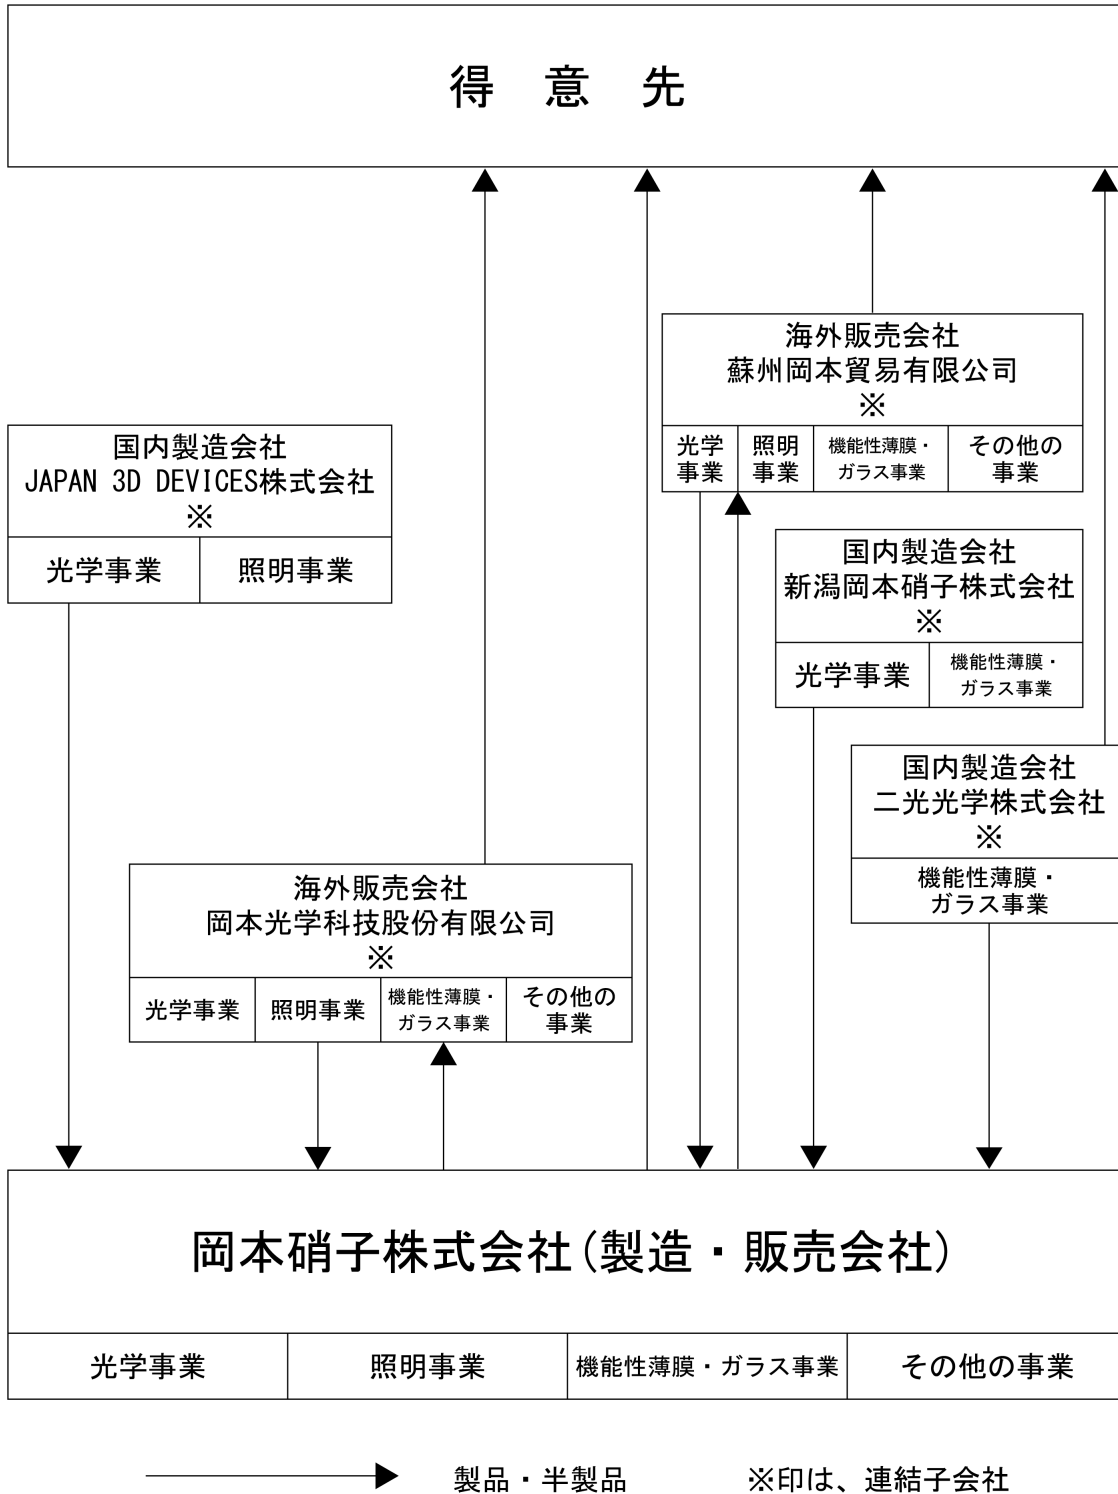 得 意 先
海外販売会社
蘇州岡本貿易有限公司
※
光学
事業
照明
事業
機能性薄膜・
ガラス事業
その他の
事業
国内製造会社
JAPAN 3D DEVICES株式会社
※
光学事業
照明事業
国内製造会社
新潟岡本硝子株式会社
※
光学事業
機能性薄膜・
ガラス事業
国内製造会社
二光光学株式会社
※
機能性薄膜・
ガラス事業
海外販売会社
岡本光学科技股份有限公司
※
光学事業
照明事業
機能性薄膜・
ガラス事業
その他の
事業
岡本硝子株式会社(製造・販売会社)
光学事業
照明事業
機能性薄膜・ガラス事業
その他の事業
製品・半製品
※印は、連結子会社